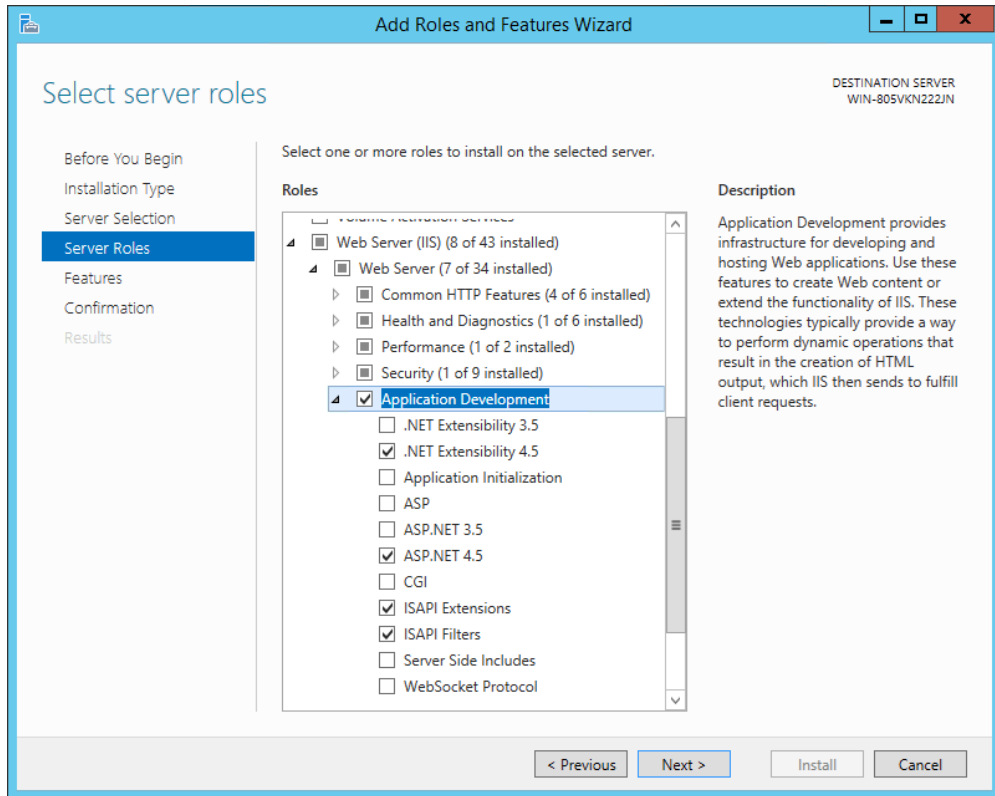 Add Roles and Features Wizard
Select server roles
DESTINATION SERVER
WIN-805VKN222JN
Before You Begin
Installation Type
Server Selection
Server Roles
Features
Confirmation
Results
Select one or more roles to install on the selected server.
Roles
Volume Activation Services
Web Server (IIS) (8 of 43 installed)
Web Server (7 of 34 installed)
Common HTTP Features (4 of 6 installed)
Health and Diagnostics (1 of 6 installed)
Performance (1 of 2 installed)
Security (1 of 9 installed)
Application Development
.NET Extensibility 3.5
.NET Extensibility 4.5
Application Initialization
ASP
ASP.NET 3.5
ASP.NET 4.5
CGI
ISAPI Extensions
ISAPI Filters
Server Side Includes
WebSocket Protocol
Description
Application Development provides
infrastructure for developing and
hosting Web applications. Use these
features to create Web content or
extend the functionality of IIS. These
technologies typically provide a way
to perform dynamic operations that
result in the creation of HTML
output, which IIS then sends to fulfill
client requests.
< Previous
Next >
Install
Cancel